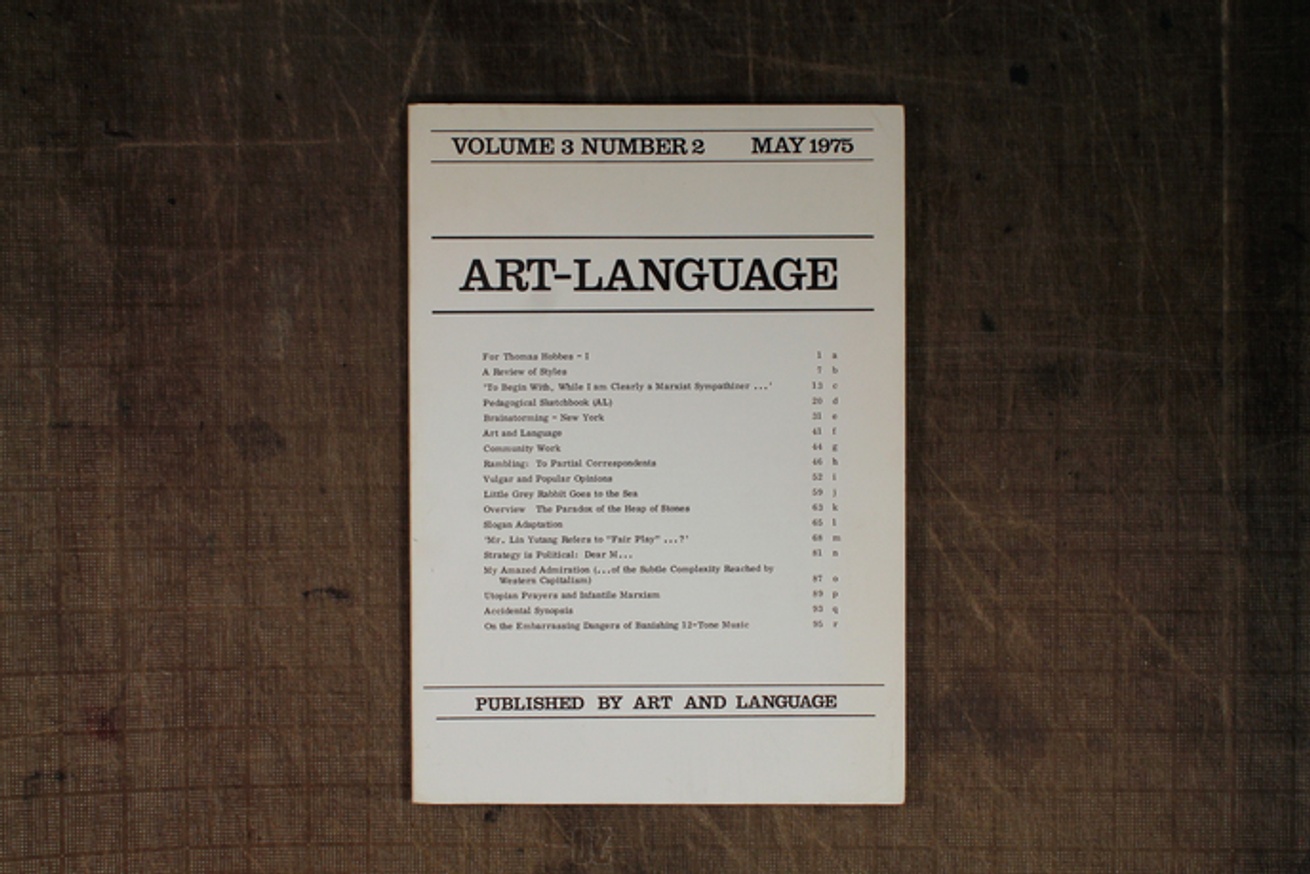 VOLUME 3 NUMBER 2 MAY 1975
ART-LANGUAGE
For Thomas Hobbes - I 1 a
A Review of Styles 7 b
'To Begin With, While I am Clearly a Marxist Sympathizer ...' 13 c
Pedagogical Sketchbook (AL) 20 d
Brainstorming - New York 31 e
Art and Language 41 f
Community Work 44 g
Rambling: To Partial Correspondents 46 h
Vulgar and Popular Opinions 52 i
Little Grey Rabbit Goes to the Sea 59 j
Overview The Paradox of the Heap of Stones 63 k
Slogan Adaptation 65 l
'Mr. Lin Yutang Refers to "Fair Play" ...?' 68 m
Strategy is Political: Dear M... 81 n
My Amazed Admiration (...of the Subtle Complexity Reached by
Western Capitalism) 87 o
Utopian Prayers and Infantile Marxism 89 p
Accidental Synopsis 93 q
On the Embarrassing Dangers of Banishing 12-Tone Music 95 r
PUBLISHED BY ART AND LANGUAGE